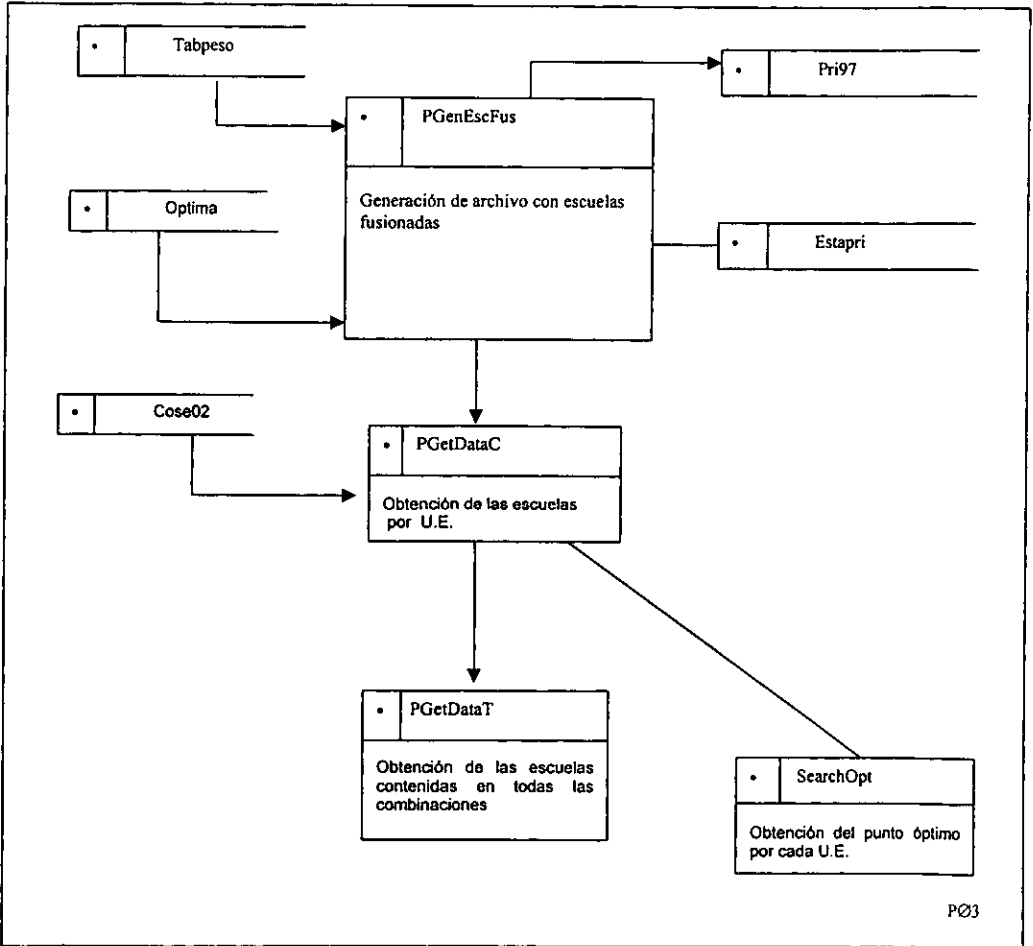 Tabpeso
Pri97
PGenEscFus
Generación de archivo con escuelas
fusionadas
Optima
Estapri
Cose02
PGetDataC
Obtención de las escuelas
por U.E.
PGetDataT
Obtención de las escuelas
contenidas en todas las
combinaciones
SearchOpt
Obtención del punto óptimo
por cada U.E.
PØ3